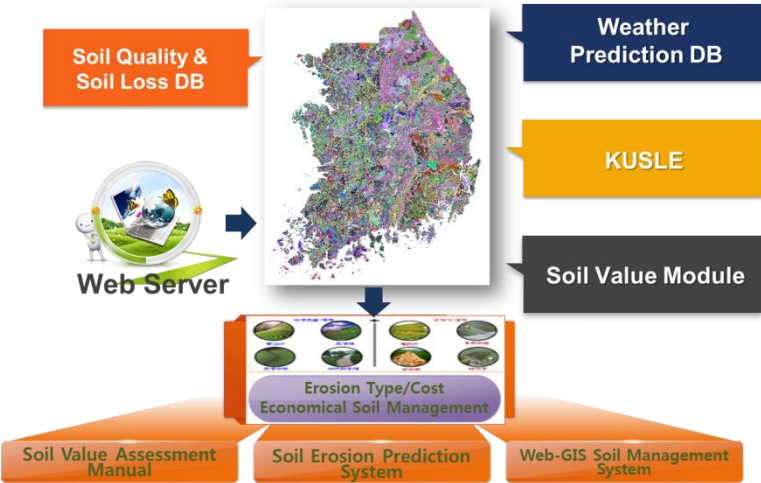 Soil Quality &
Soil Loss DB
Weather
Prediction DB
KUSLE
Soil Value Module
Web Server
Erosion Type/Cost
Economical Soil Management
Soil Value Assessment
Manual
Soil Erosion Prediction
System
Web-GIS Soil Management
System